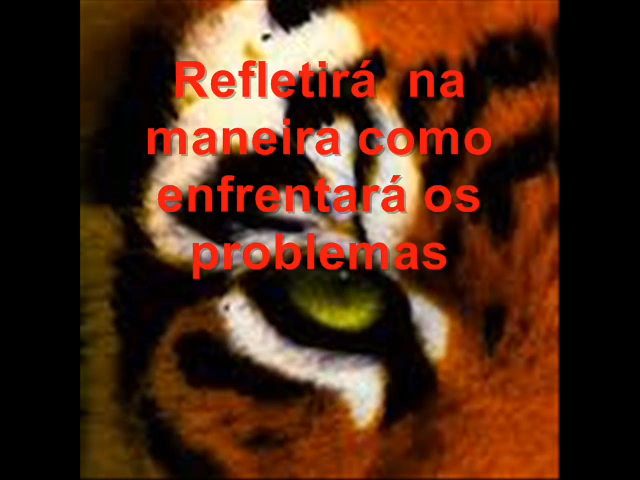 Refletirá na
maneira como
enfrentará os
problemas